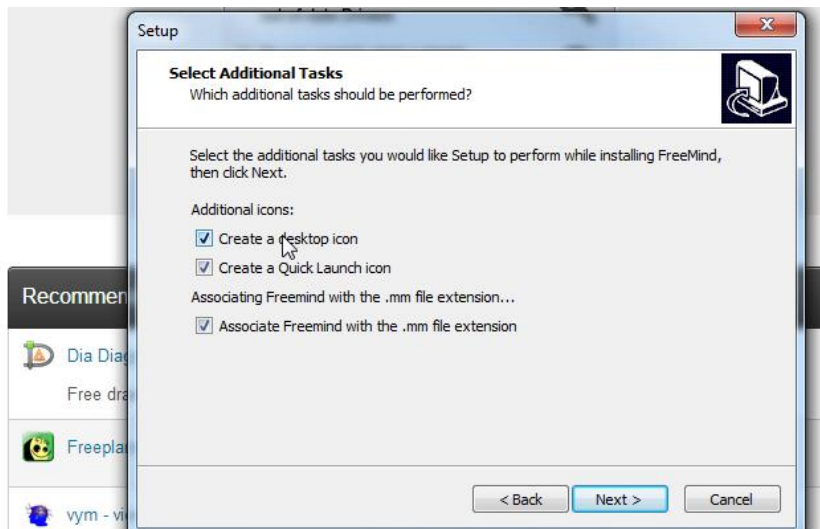 Setup
Select Additional Tasks
Which additional tasks should be performed?
Select the additional tasks you would like Setup to perform while installing FreeMind,
then click Next.
Additional icons:
Create a desktop icon
Create a Quick Launch icon
Associating Freemind with the .mm file extension...
Associate Freemind with the .mm file extension
< Back
Next >
Cancel
Recommen
Dia Diag
Free dra
Freepla
vym - vi